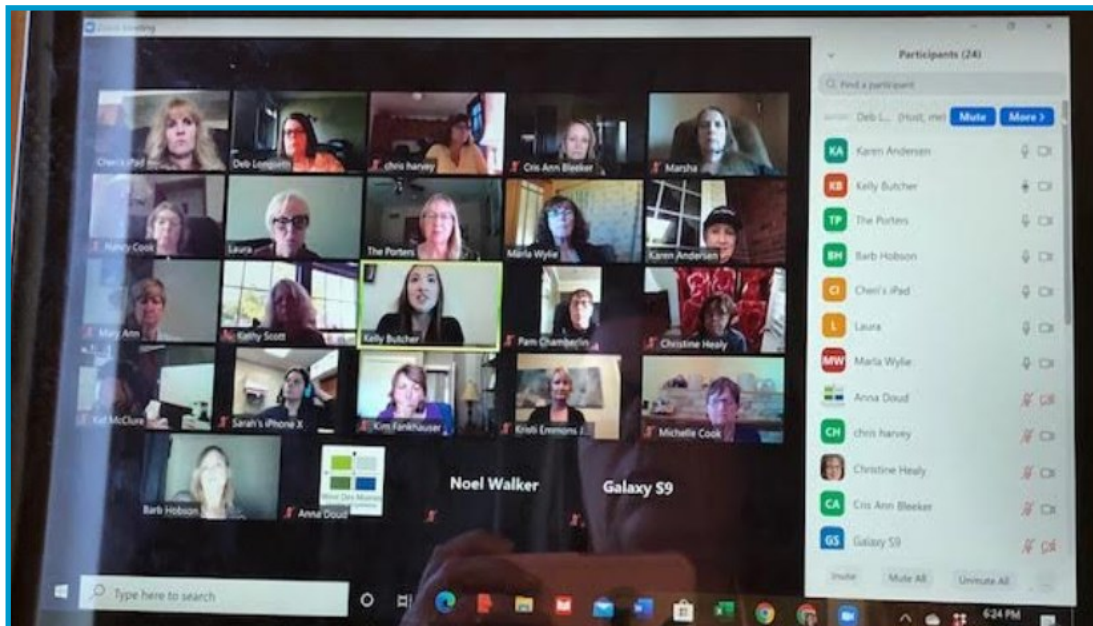 Zoom Meeting
Participants (24)
Find a participant
Deb L... (Host, me) Mute More >
KA Karen Andersen
KB Kelly Butcher
TP The Porters
BH Barb Hobson
CI Cheri's iPad
L Laura
MW Marla Wylie
Anna Doud
CH chris harvey
Christine Healy
CA Cris Ann Bleeker
GS Galaxy S9
Invite Mute All Unmute All ...
Cheri's iPad
Deb Longseth
chris harvey
Cris Ann Bleeker
Marsha
Nancy Cook
Laura
The Porters
Marla Wylie
Karen Andersen
Mary Ann
Kathy Scott
Kelly Butcher
Pam Chamberlin
Christine Healy
Kat McClure
Sarah's iPhone X
Kim Fankhauser
Kristi Emmons J...
Michelle Cook
Barb Hobson
West Des Moines
Anna Doud
Noel Walker
Galaxy S9
Type here to search
6:24 PM